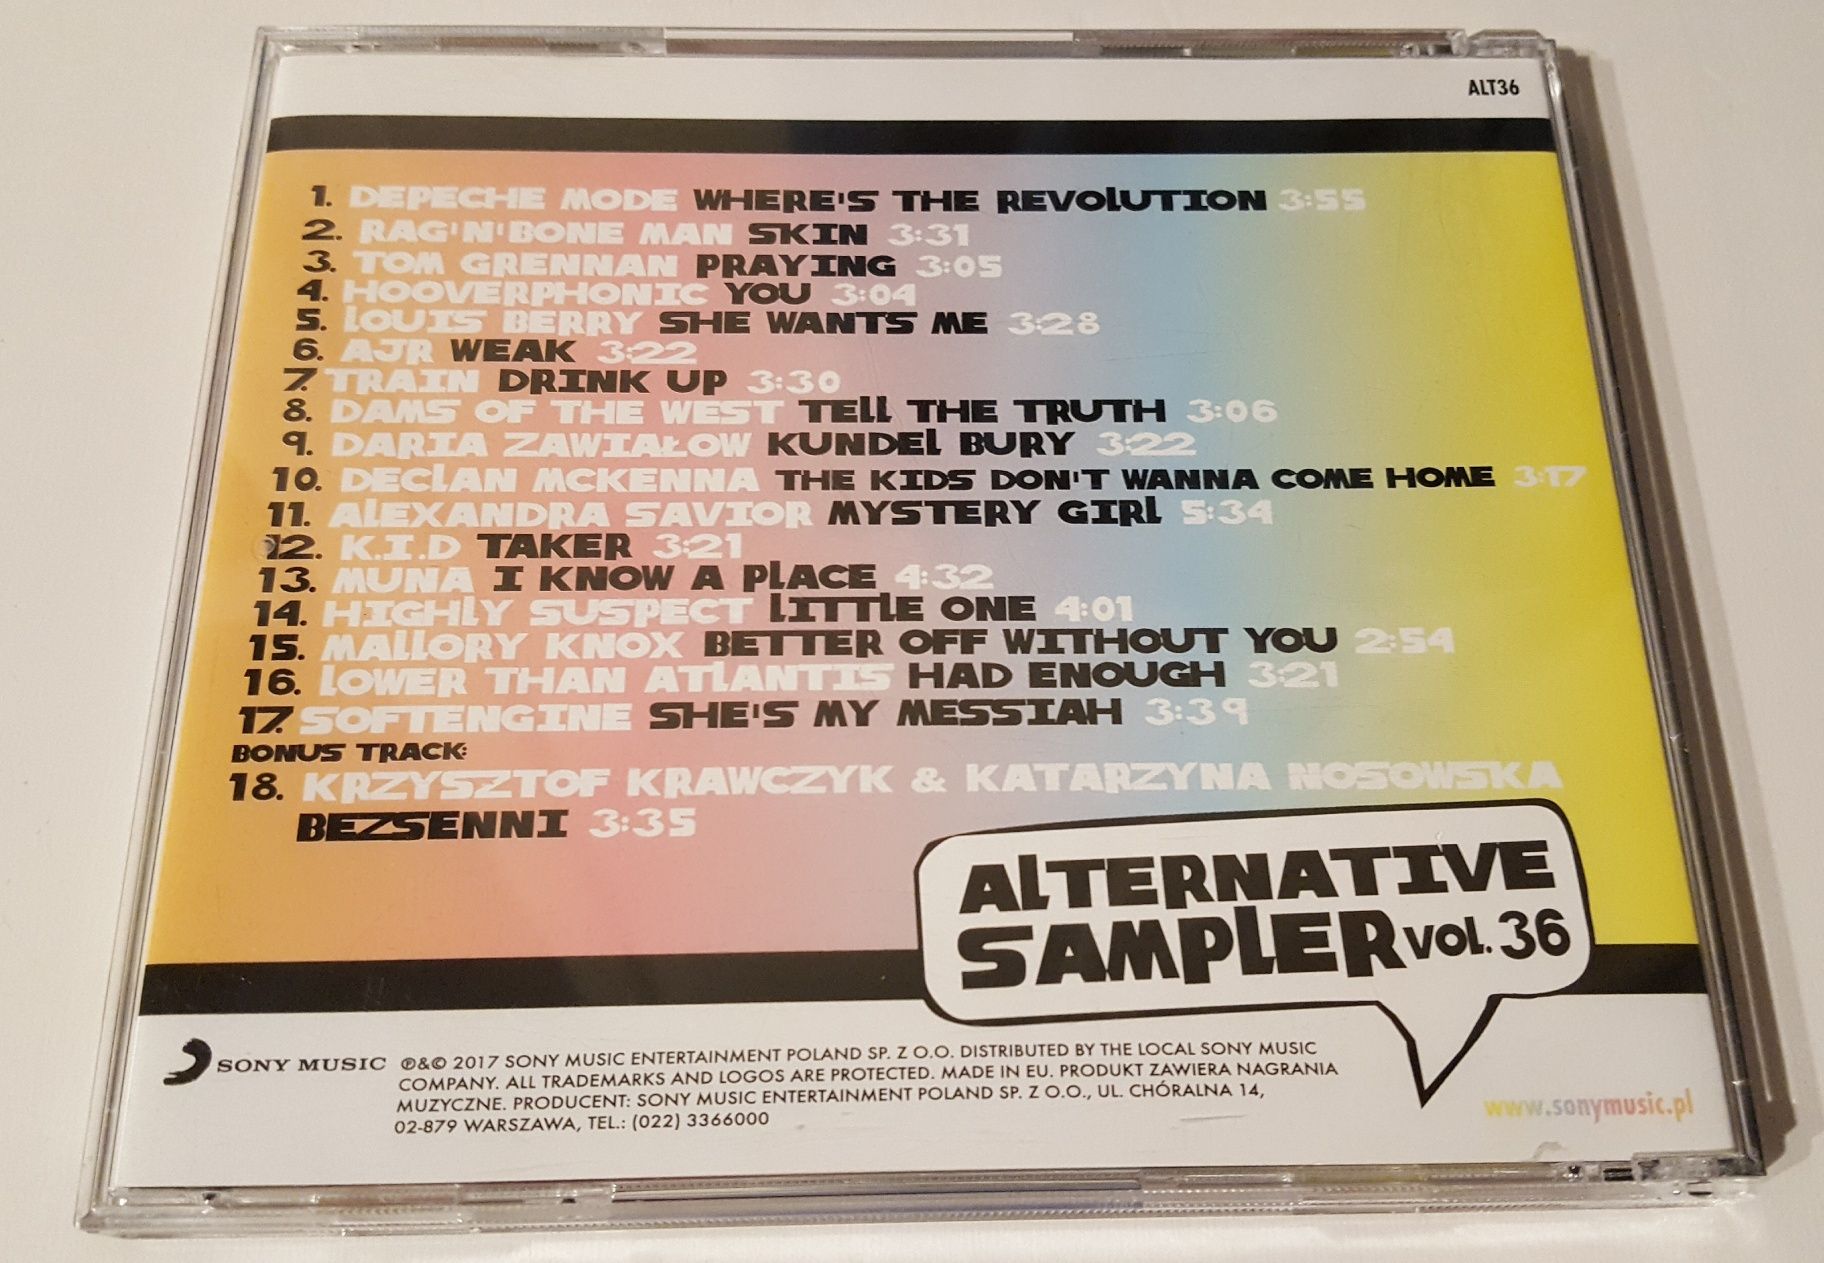 ALT36
1. DEPECHE MODE WHERE'S THE REVOLUTION 3:55
2. RAG'N'BONE MAN SKIN 3:31
3. TOM GRENNAN PRAYING 3:05
4. HOOVERPHONIC YOU 3:04
5. LOUIS BERRY SHE WANTS ME 3:28
6. AJR WEAK 3:22
7. TRAIN DRINK UP 3:30
8. DAMS OF THE WEST TELL THE TRUTH 3:06
9. DARIA ZAWIAŁOW KUNDEL BURY 3:22
10. DECLAN MCKENNA THE KIDS DON'T WANNA COME HOME 3:17
11. ALEXANDRA SAVIOR MYSTERY GIRL 5:34
12. K.I.D TAKER 3:21
13. MUNA I KNOW A PLACE 4:32
14. HIGHLY SUSPECT LITTLE ONE 4:01
15. MALLORY KNOX BETTER OFF WITHOUT YOU 2:54
16. LOWER THAN ATLANTIS HAD ENOUGH 3:21
17. SOFTENGINE SHE'S MY MESSIAH 3:39
BONUS TRACK:
18. KRZYSZTOF KRAWCZYK & KATARZYNA NOSOWSKA
BEZSENNI 3:35
ALTERNATIVE
SAMPLER VOL. 36
SONY MUSIC
℗&© 2017 SONY MUSIC ENTERTAINMENT POLAND SP. Z O.O. DISTRIBUTED BY THE LOCAL SONY MUSIC
COMPANY. ALL TRADEMARKS AND LOGOS ARE PROTECTED. MADE IN EU. PRODUKT ZAWIERA NAGRANIA
MUZYCZNE. PRODUCENT: SONY MUSIC ENTERTAINMENT POLAND SP. Z O.O., UL. CHÓRALNA 14,
02-879 WARSZAWA, TEL.: (022) 3366000
www.sonymusic.pl